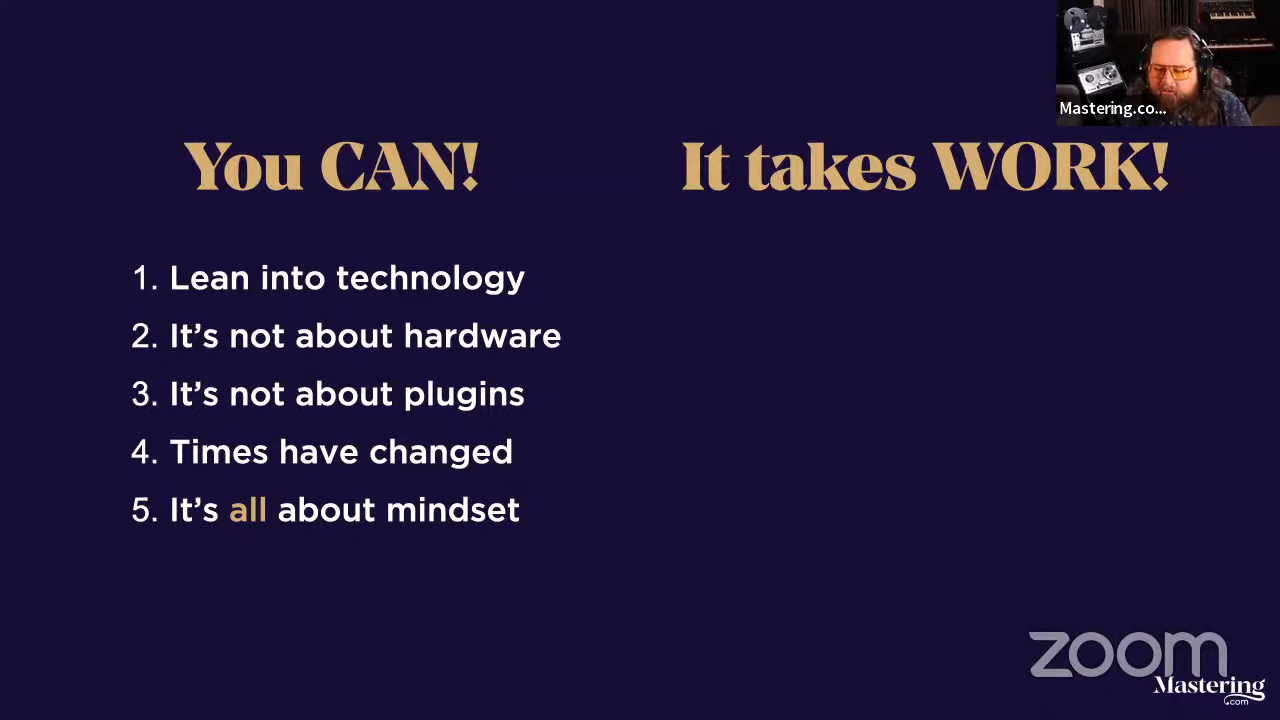 Mastering.co...
You CAN!
It takes WORK!
1. Lean into technology
2. It’s not about hardware
3. It’s not about plugins
4. Times have changed
5. It’s all about mindset
zoom
Mastering
.com